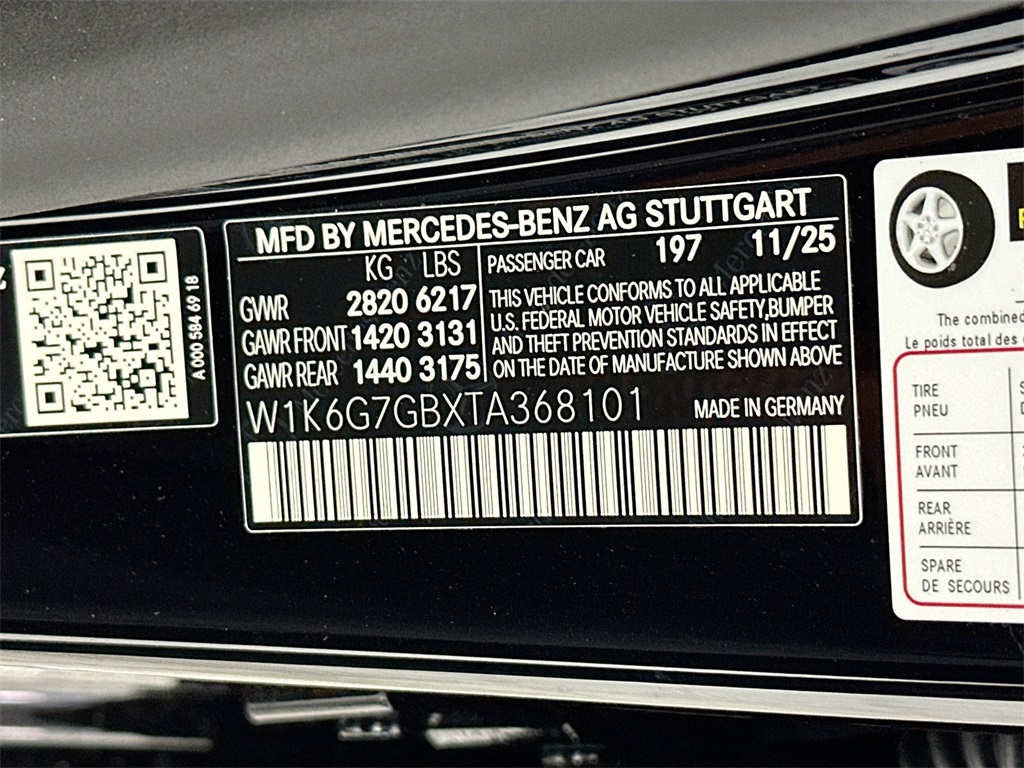 A 000 584 69 18
MFD BY MERCEDES-BENZ AG STUTTGART
KG LBS
GVWR 2820 6217
GAWR FRONT 1420 3131
GAWR REAR 1440 3175
PASSENGER CAR 197 11/25
THIS VEHICLE CONFORMS TO ALL APPLICABLE
U.S. FEDERAL MOTOR VEHICLE SAFETY,BUMPER
AND THEFT PREVENTION STANDARDS IN EFFECT
ON THE DATE OF MANUFACTURE SHOWN ABOVE
W1K6G7GBXTA368101 MADE IN GERMANY
The combined
Le poids total des
TIRE
PNEU
FRONT
AVANT
REAR
ARRIÈRE
SPARE
DE SECOURS